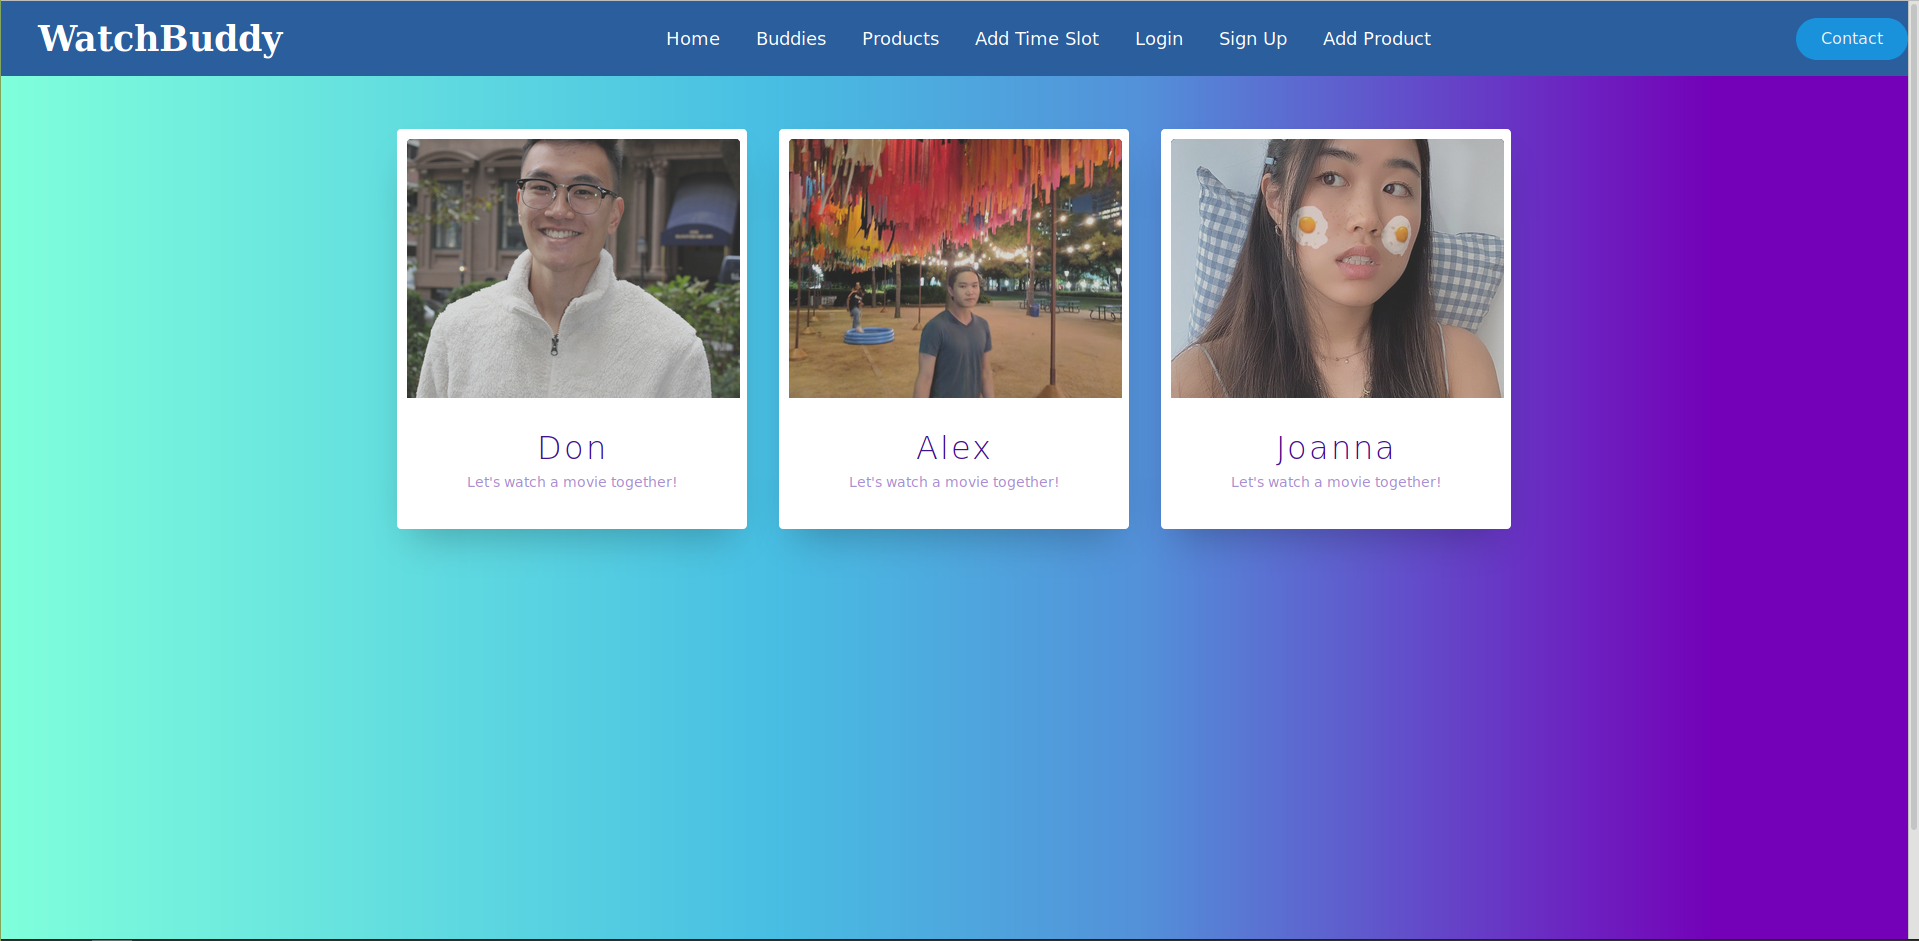 WatchBuddy Home Buddies Products Add Time Slot Login Sign Up Add Product Contact
Don Alex Joanna
Let's watch a movie together! Let's watch a movie together! Let's watch a movie together!